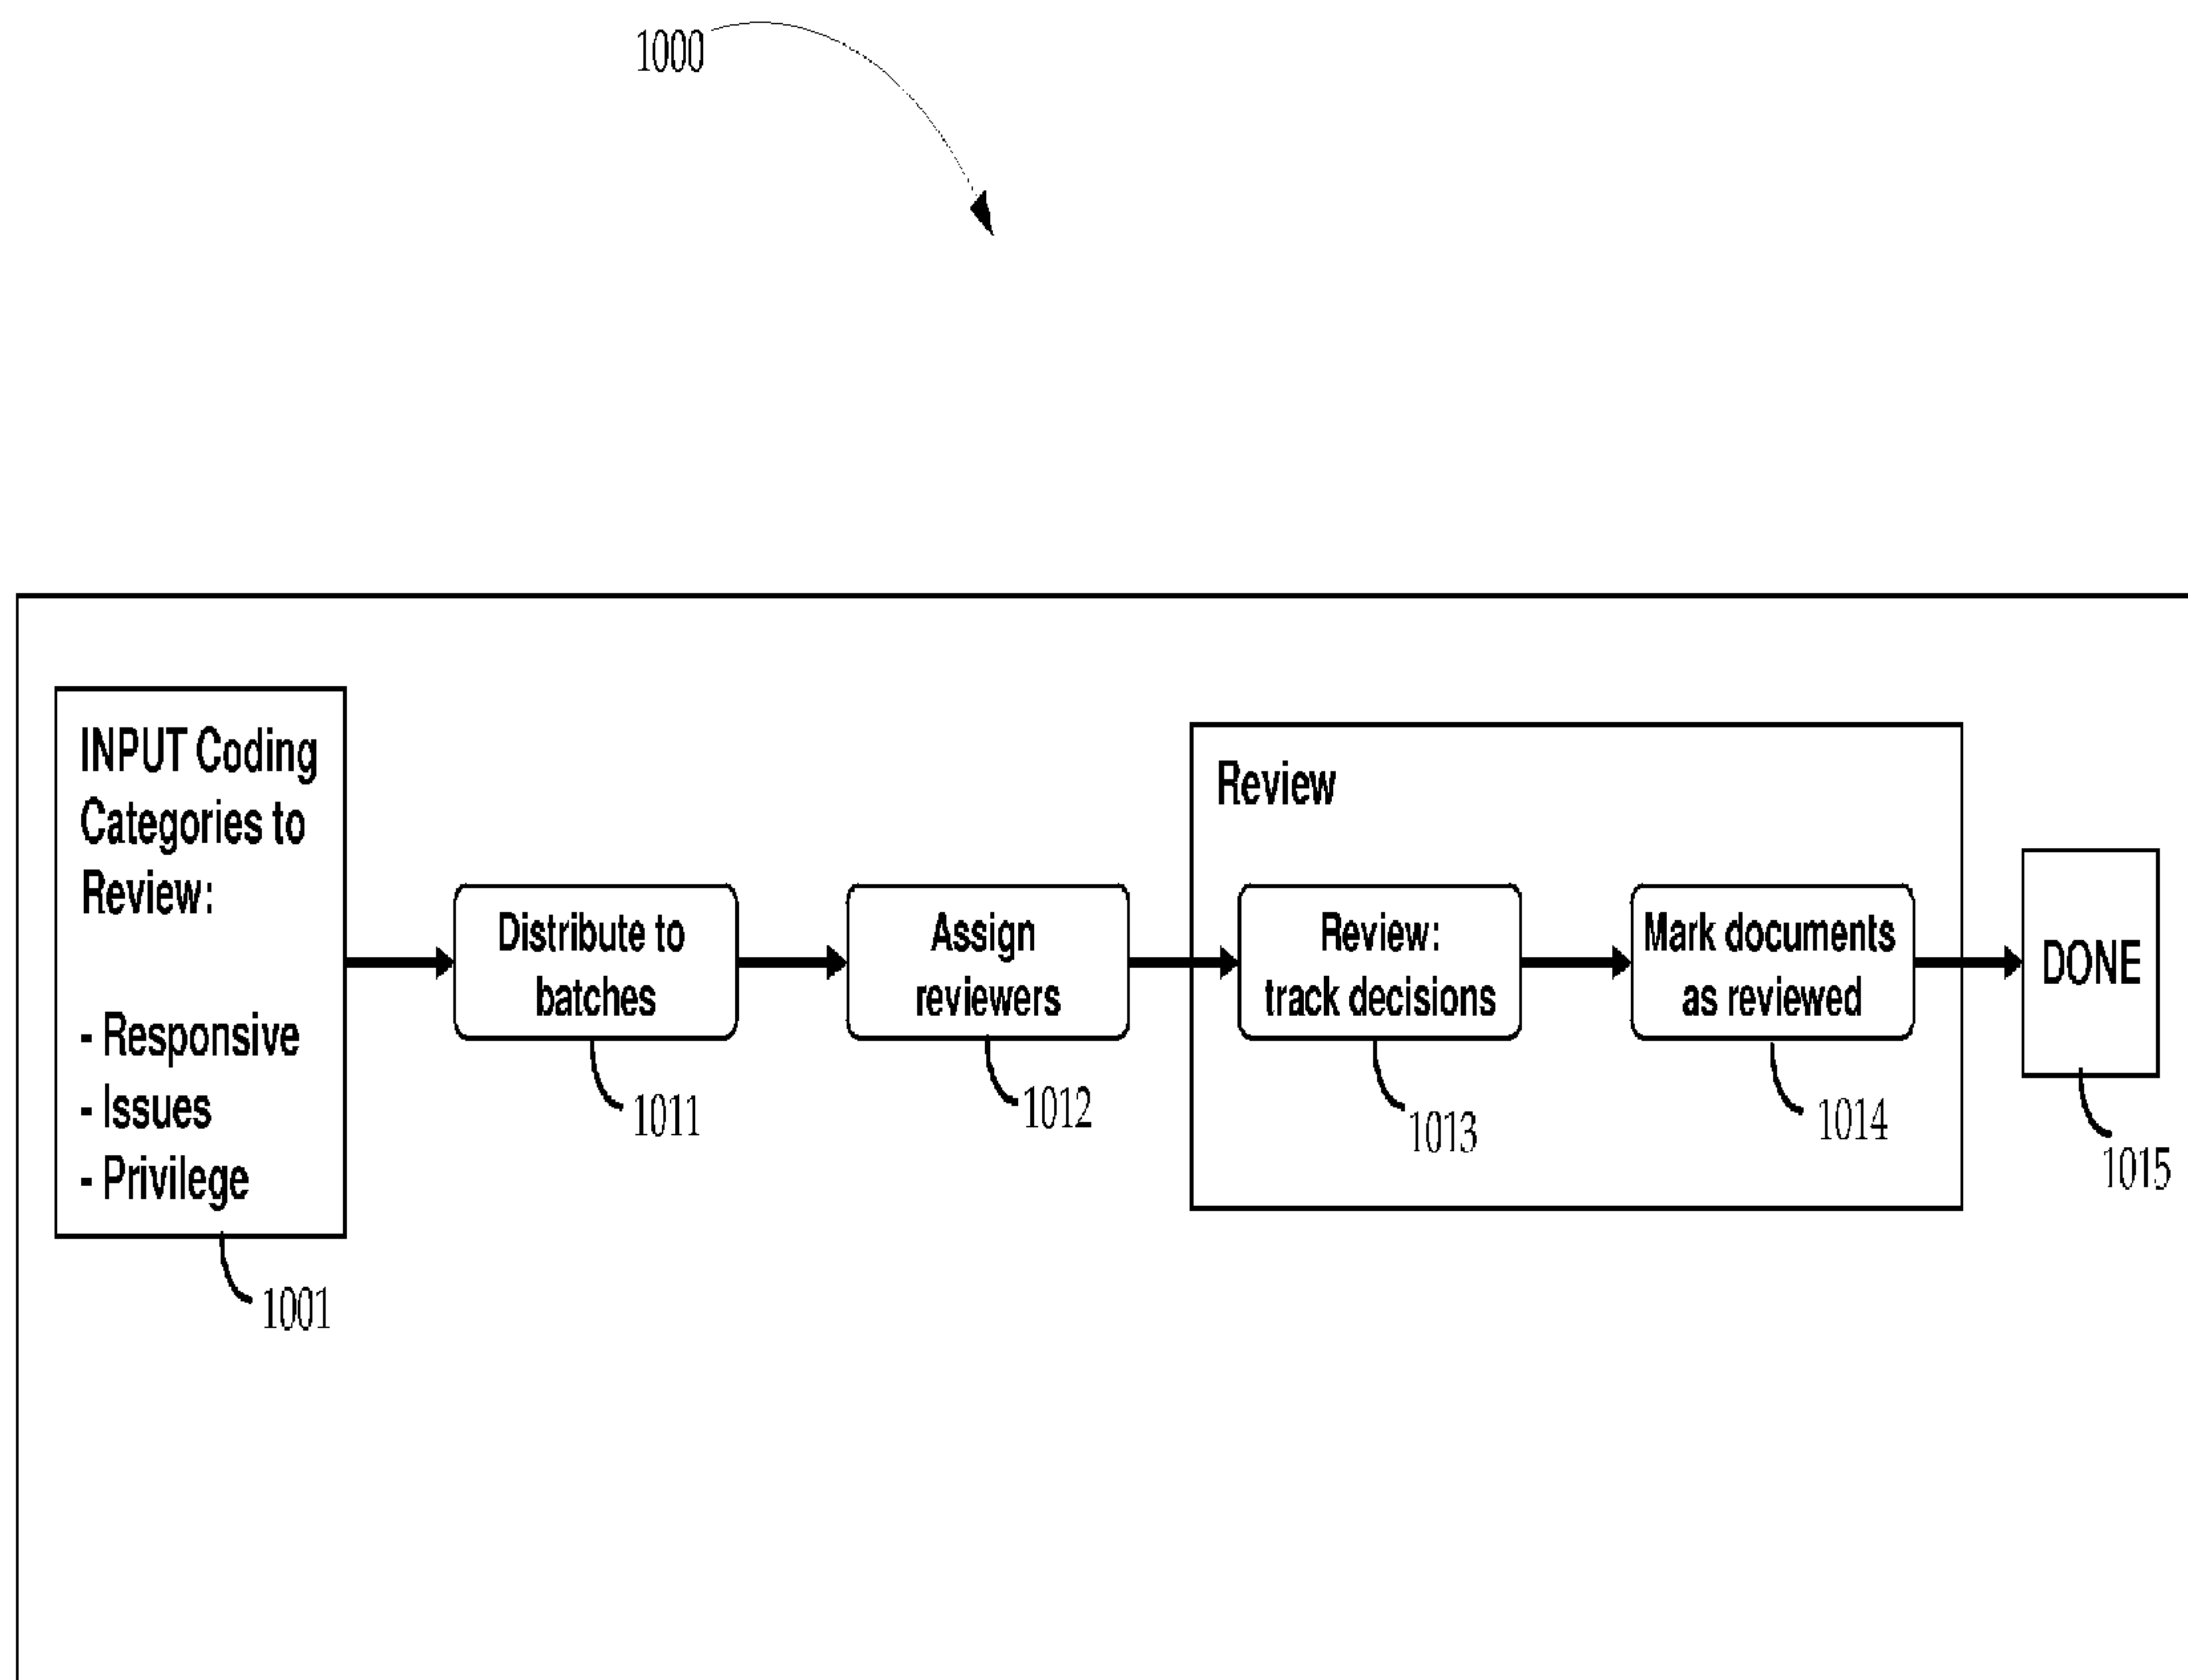 1000
INPUT Coding
Categories to
Review:
- Responsive
- Issues
- Privilege
1001
Distribute to
batches
1011
Assign
reviewers
1012
Review
Review:
track decisions
1013
Mark documents
as reviewed
1014
DONE
1015